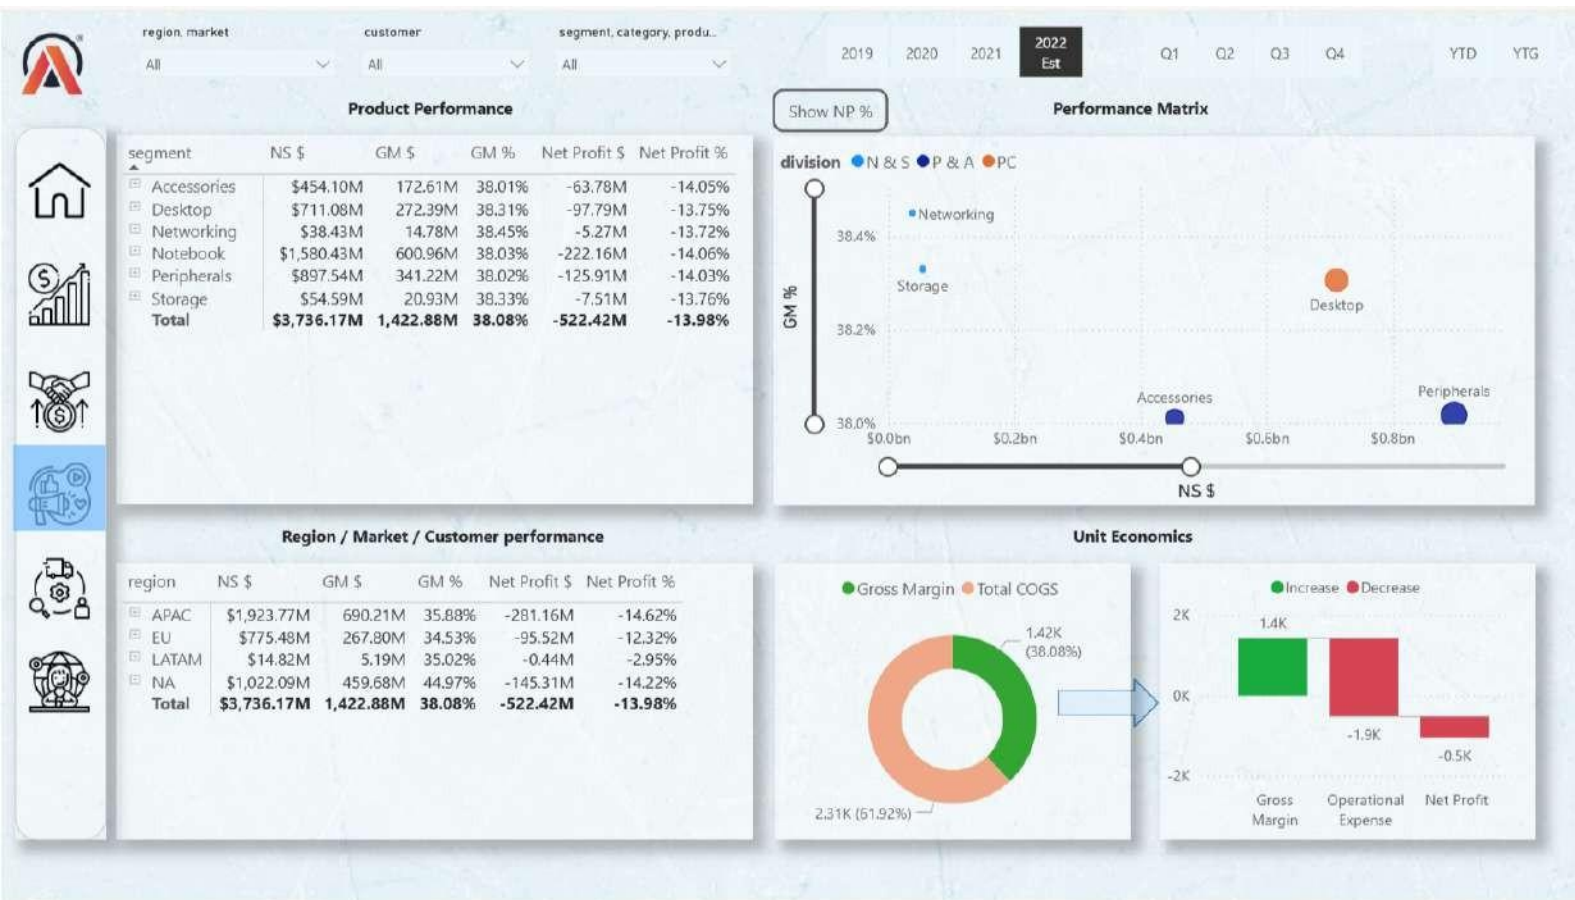 region, market customer segment, category, produ...
All All All
2019 2020 2021 2022 Est Q1 Q2 Q3 Q4 YTD YTG
Product Performance
segment NS $ GM $ GM % Net Profit $ Net Profit %
Accessories $454.10M 172.61M 38.01% -63.78M -14.05%
Desktop $711.08M 272.39M 38.31% -97.79M -13.75%
Networking $38.43M 14.78M 38.45% -5.27M -13.72%
Notebook $1,580.43M 600.96M 38.03% -222.16M -14.06%
Peripherals $897.54M 341.22M 38.02% -125.91M -14.03%
Storage $54.59M 20.93M 38.33% -7.51M -13.76%
Total $3,736.17M 1,422.88M 38.08% -522.42M -13.98%
Show NP %
Performance Matrix
division N & S P & A PC
GM %
38.4%
38.2%
38.0%
Networking
Storage
Desktop
Accessories
Peripherals
$0.0bn $0.2bn $0.4bn $0.6bn $0.8bn
NS $
Region / Market / Customer performance
region NS $ GM $ GM % Net Profit $ Net Profit %
APAC $1,923.77M 690.21M 35.88% -281.16M -14.62%
EU $775.48M 267.80M 34.53% -95.52M -12.32%
LATAM $14.82M 5.19M 35.02% -0.44M -2.95%
NA $1,022.09M 459.68M 44.97% -145.31M -14.22%
Total $3,736.17M 1,422.88M 38.08% -522.42M -13.98%
Unit Economics
Gross Margin Total COGS
1.42K
(38.08%)
2.31K (61.92%)
Increase Decrease
2K
0K
-2K
1.4K
-1.9K
-0.5K
Gross Margin
Operational Expense
Net Profit